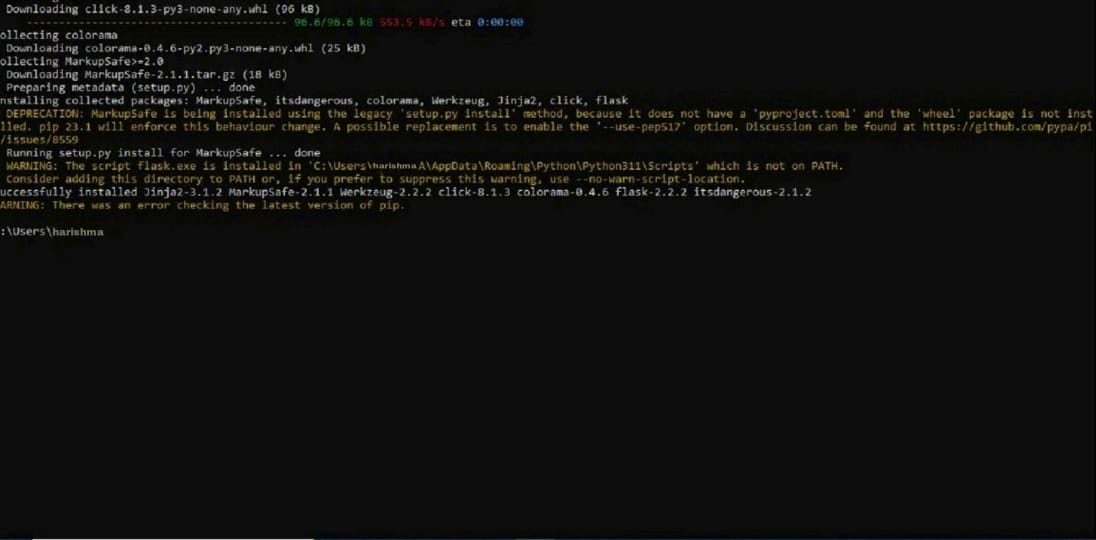 Downloading click-8.1.3-py3-none-any.whl (96 kB)
---------------------------------------- 96.6/96.6 kB 553.5 kB/s eta 0:00:00
ollecting colorama
Downloading colorama-0.4.6-py2.py3-none-any.whl (25 kB)
ollecting MarkupSafe>=2.0
Downloading MarkupSafe-2.1.1.tar.gz (18 kB)
Preparing metadata (setup.py) ... done
nstalling collected packages: MarkupSafe, itsdangerous, colorama, Werkzeug, Jinja2, click, flask
DEPRECATION: MarkupSafe is being installed using the legacy 'setup.py install' method, because it does not have a 'pyproject.toml' and the 'wheel' package is not inst
lled. pip 23.1 will enforce this behaviour change. A possible replacement is to enable the '--use-pep517' option. Discussion can be found at https://github.com/pypa/pi
/issues/8559
Running setup.py install for MarkupSafe ... done
WARNING: The script flask.exe is installed in 'C:\Users\harishma A\AppData\Roaming\Python\Python311\Scripts' which is not on PATH.
Consider adding this directory to PATH or, if you prefer to suppress this warning, use --no-warn-script-location.
uccessfully installed Jinja2-3.1.2 MarkupSafe-2.1.1 Werkzeug-2.2.2 click-8.1.3 colorama-0.4.6 flask-2.2.2 itsdangerous-2.1.2
ARNING: There was an error checking the latest version of pip.
:\Users\harishma